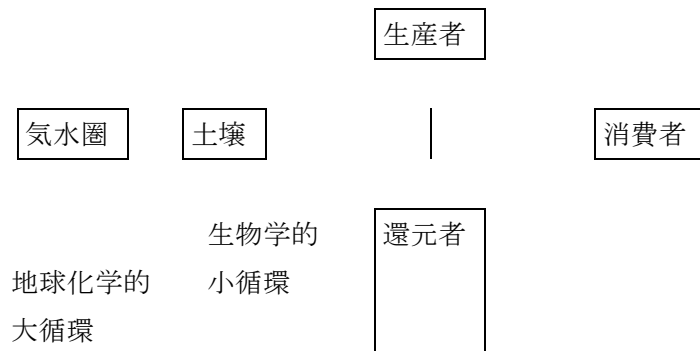 生産者
気水圏
土壌
消費者
生物学的
小循環
還元者
地球化学的
大循環